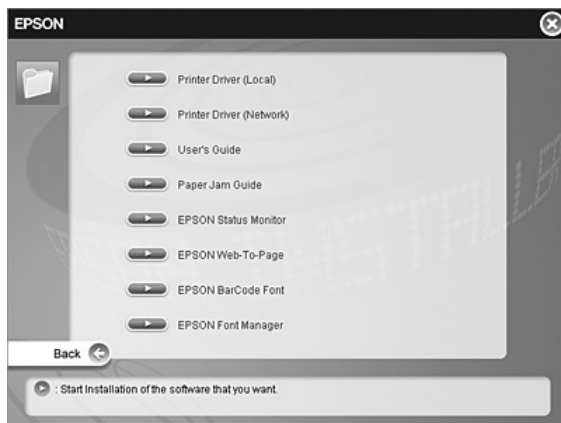 EPSON
Printer Driver (Local)
Printer Driver (Network)
User's Guide
Paper Jam Guide
EPSON Status Monitor
EPSON Web-To-Page
EPSON BarCode Font
EPSON Font Manager
Back
: Start Installation of the software that you want.